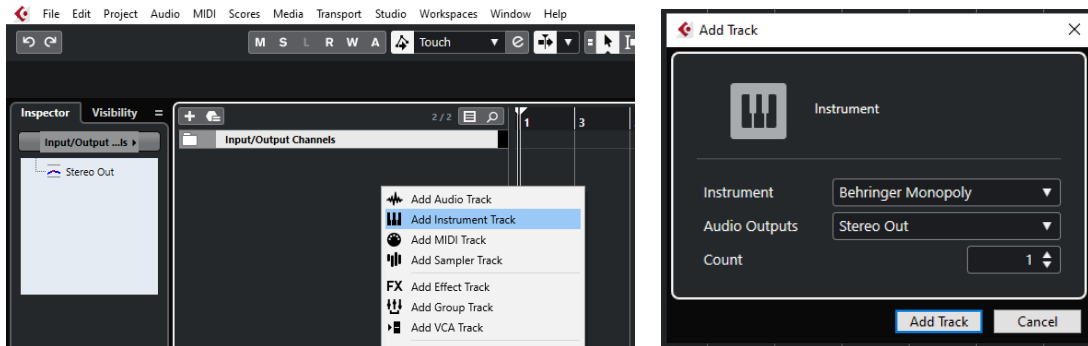 File Edit Project Audio MIDI Scores Media Transport Studio Workspaces Window Help
M S L R W A Touch
Inspector Visibility
2/2
1 3
Input/Output ...ls
Input/Output Channels
Stereo Out
Add Audio Track
Add Instrument Track
Add MIDI Track
Add Sampler Track
FX Add Effect Track
Add Group Track
Add VCA Track
Add Track
Instrument
Instrument Behringer Monopoly
Audio Outputs Stereo Out
Count 1
Add Track Cancel